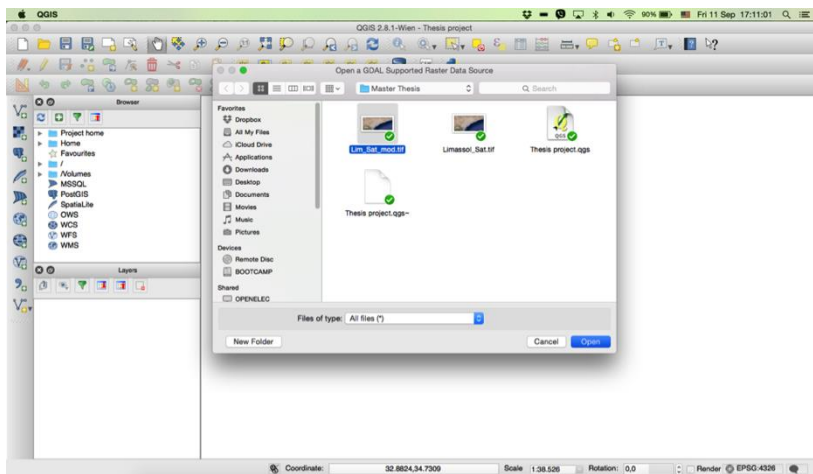 QGIS
90%
Fri 11 Sep 17:11:01
QGIS 2.8.1-Wien - Thesis project
Open a GDAL Supported Raster Data Source
Master Thesis
Search
Browser
Project home
Home
Favourites
/
/Volumes
MSSQL
PostGIS
SpatiaLite
OWS
WCS
WFS
WMS
Layers
Favorites
Dropbox
All My Files
iCloud Drive
Applications
Downloads
Desktop
Documents
Movies
Music
Pictures
Devices
Remote Disc
BOOTCAMP
Shared
OPENELEC
Lim_Sat_mod.tif
Limassol_Sat.tif
QGS
Thesis project.qgs
Thesis project.qgs~
Files of type: All files (*)
New Folder
Cancel
Open
Coordinate: 32.8824,34.7309
Scale 1:38.526
Rotation: 0,0
Render
EPSG:4326